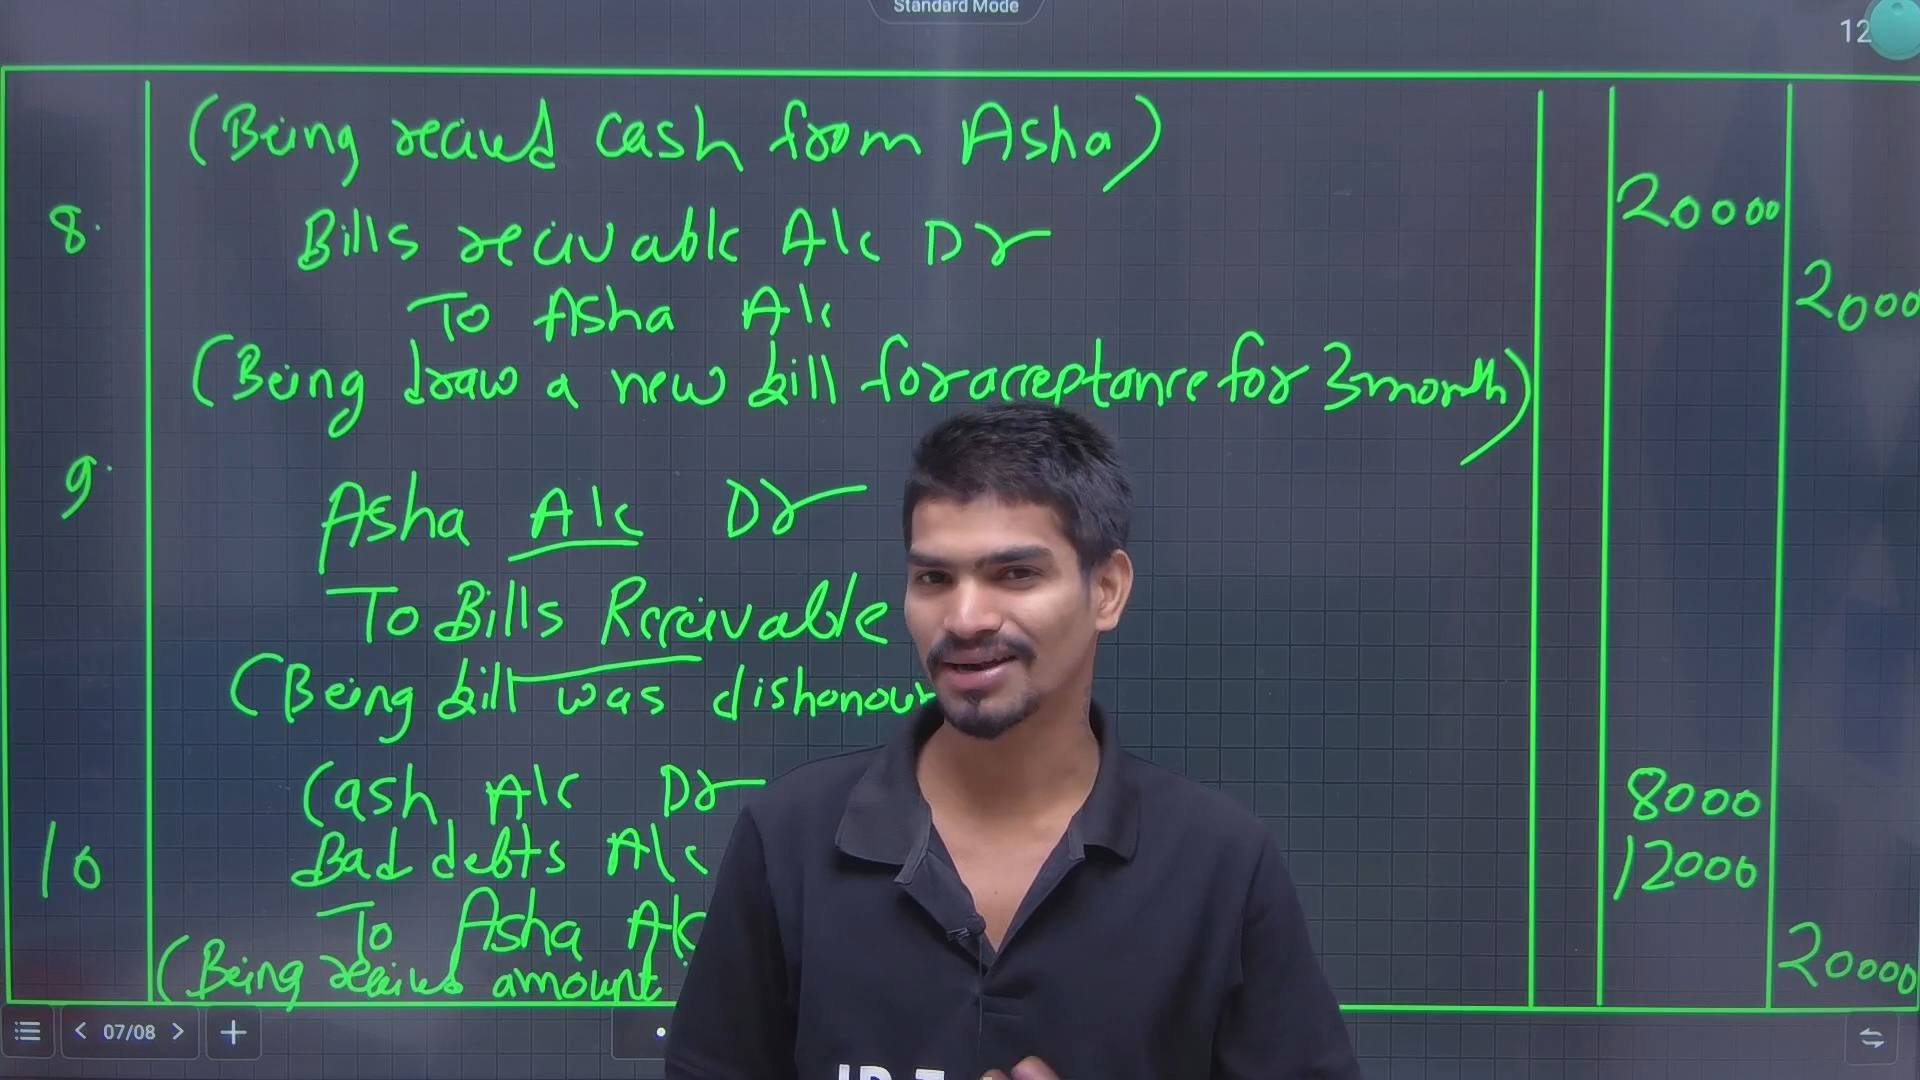 Standard Mode
12
(Being recived cash from Asha)
8. Bills recivable A/c Dr 20000
To Asha A/c 2000
(Being draw a new bill for acceptance for 3 month)
9. Asha A/c Dr
To Bills Receivable
(Being bill was dishonour
Cash A/c Dr 8000
10 Bad debts A/c 12000
To Asha A/c 20000
(Being recived amount
07/08